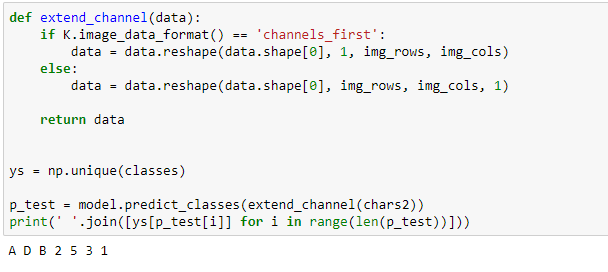 def extend_channel(data):
    if K.image_data_format() == 'channels_first':
        data = data.reshape(data.shape[0], 1, img_rows, img_cols)
    else:
        data = data.reshape(data.shape[0], img_rows, img_cols, 1)

    return data


ys = np.unique(classes)

p_test = model.predict_classes(extend_channel(chars2))
print(' '.join([ys[p_test[i]] for i in range(len(p_test))]))
A D B 2 5 3 1